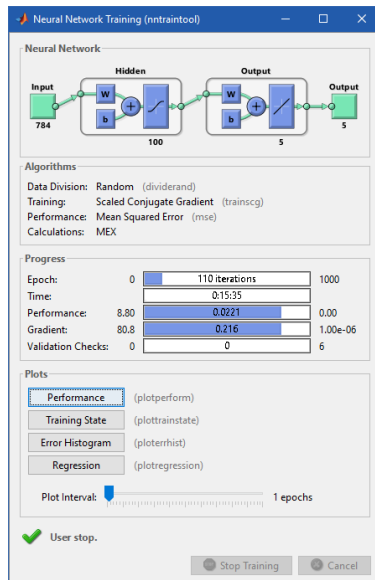 Neural Network Training (nntraintool)
Neural Network
Hidden Output
Input W b + 100 W b + 5 Output
784 5
Algorithms
Data Division: Random (dividerand)
Training: Scaled Conjugate Gradient (trainscg)
Performance: Mean Squared Error (mse)
Calculations: MEX
Progress
Epoch: 0 110 iterations 1000
Time: 0:15:35
Performance: 8.80 0.0221 0.00
Gradient: 80.8 0.216 1.00e-06
Validation Checks: 0 0 6
Plots
Performance (plotperform)
Training State (plottrainstate)
Error Histogram (ploterrhist)
Regression (plotregression)
Plot Interval: 1 epochs
User stop.
Stop Training Cancel